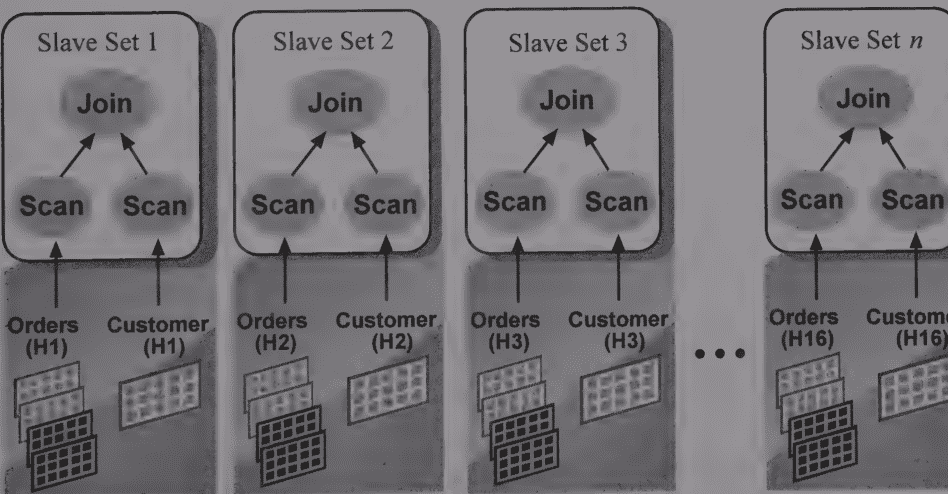 Slave Set 1
Join
Scan Scan
Orders
(H1)
Customer
(H1)
Slave Set 2
Join
Scan Scan
Orders
(H2)
Customer
(H2)
Slave Set 3
Join
Scan Scan
Orders
(H3)
Customer
(H3)
...
Slave Set n
Join
Scan Scan
Orders
(H16)
Custome
(H16)